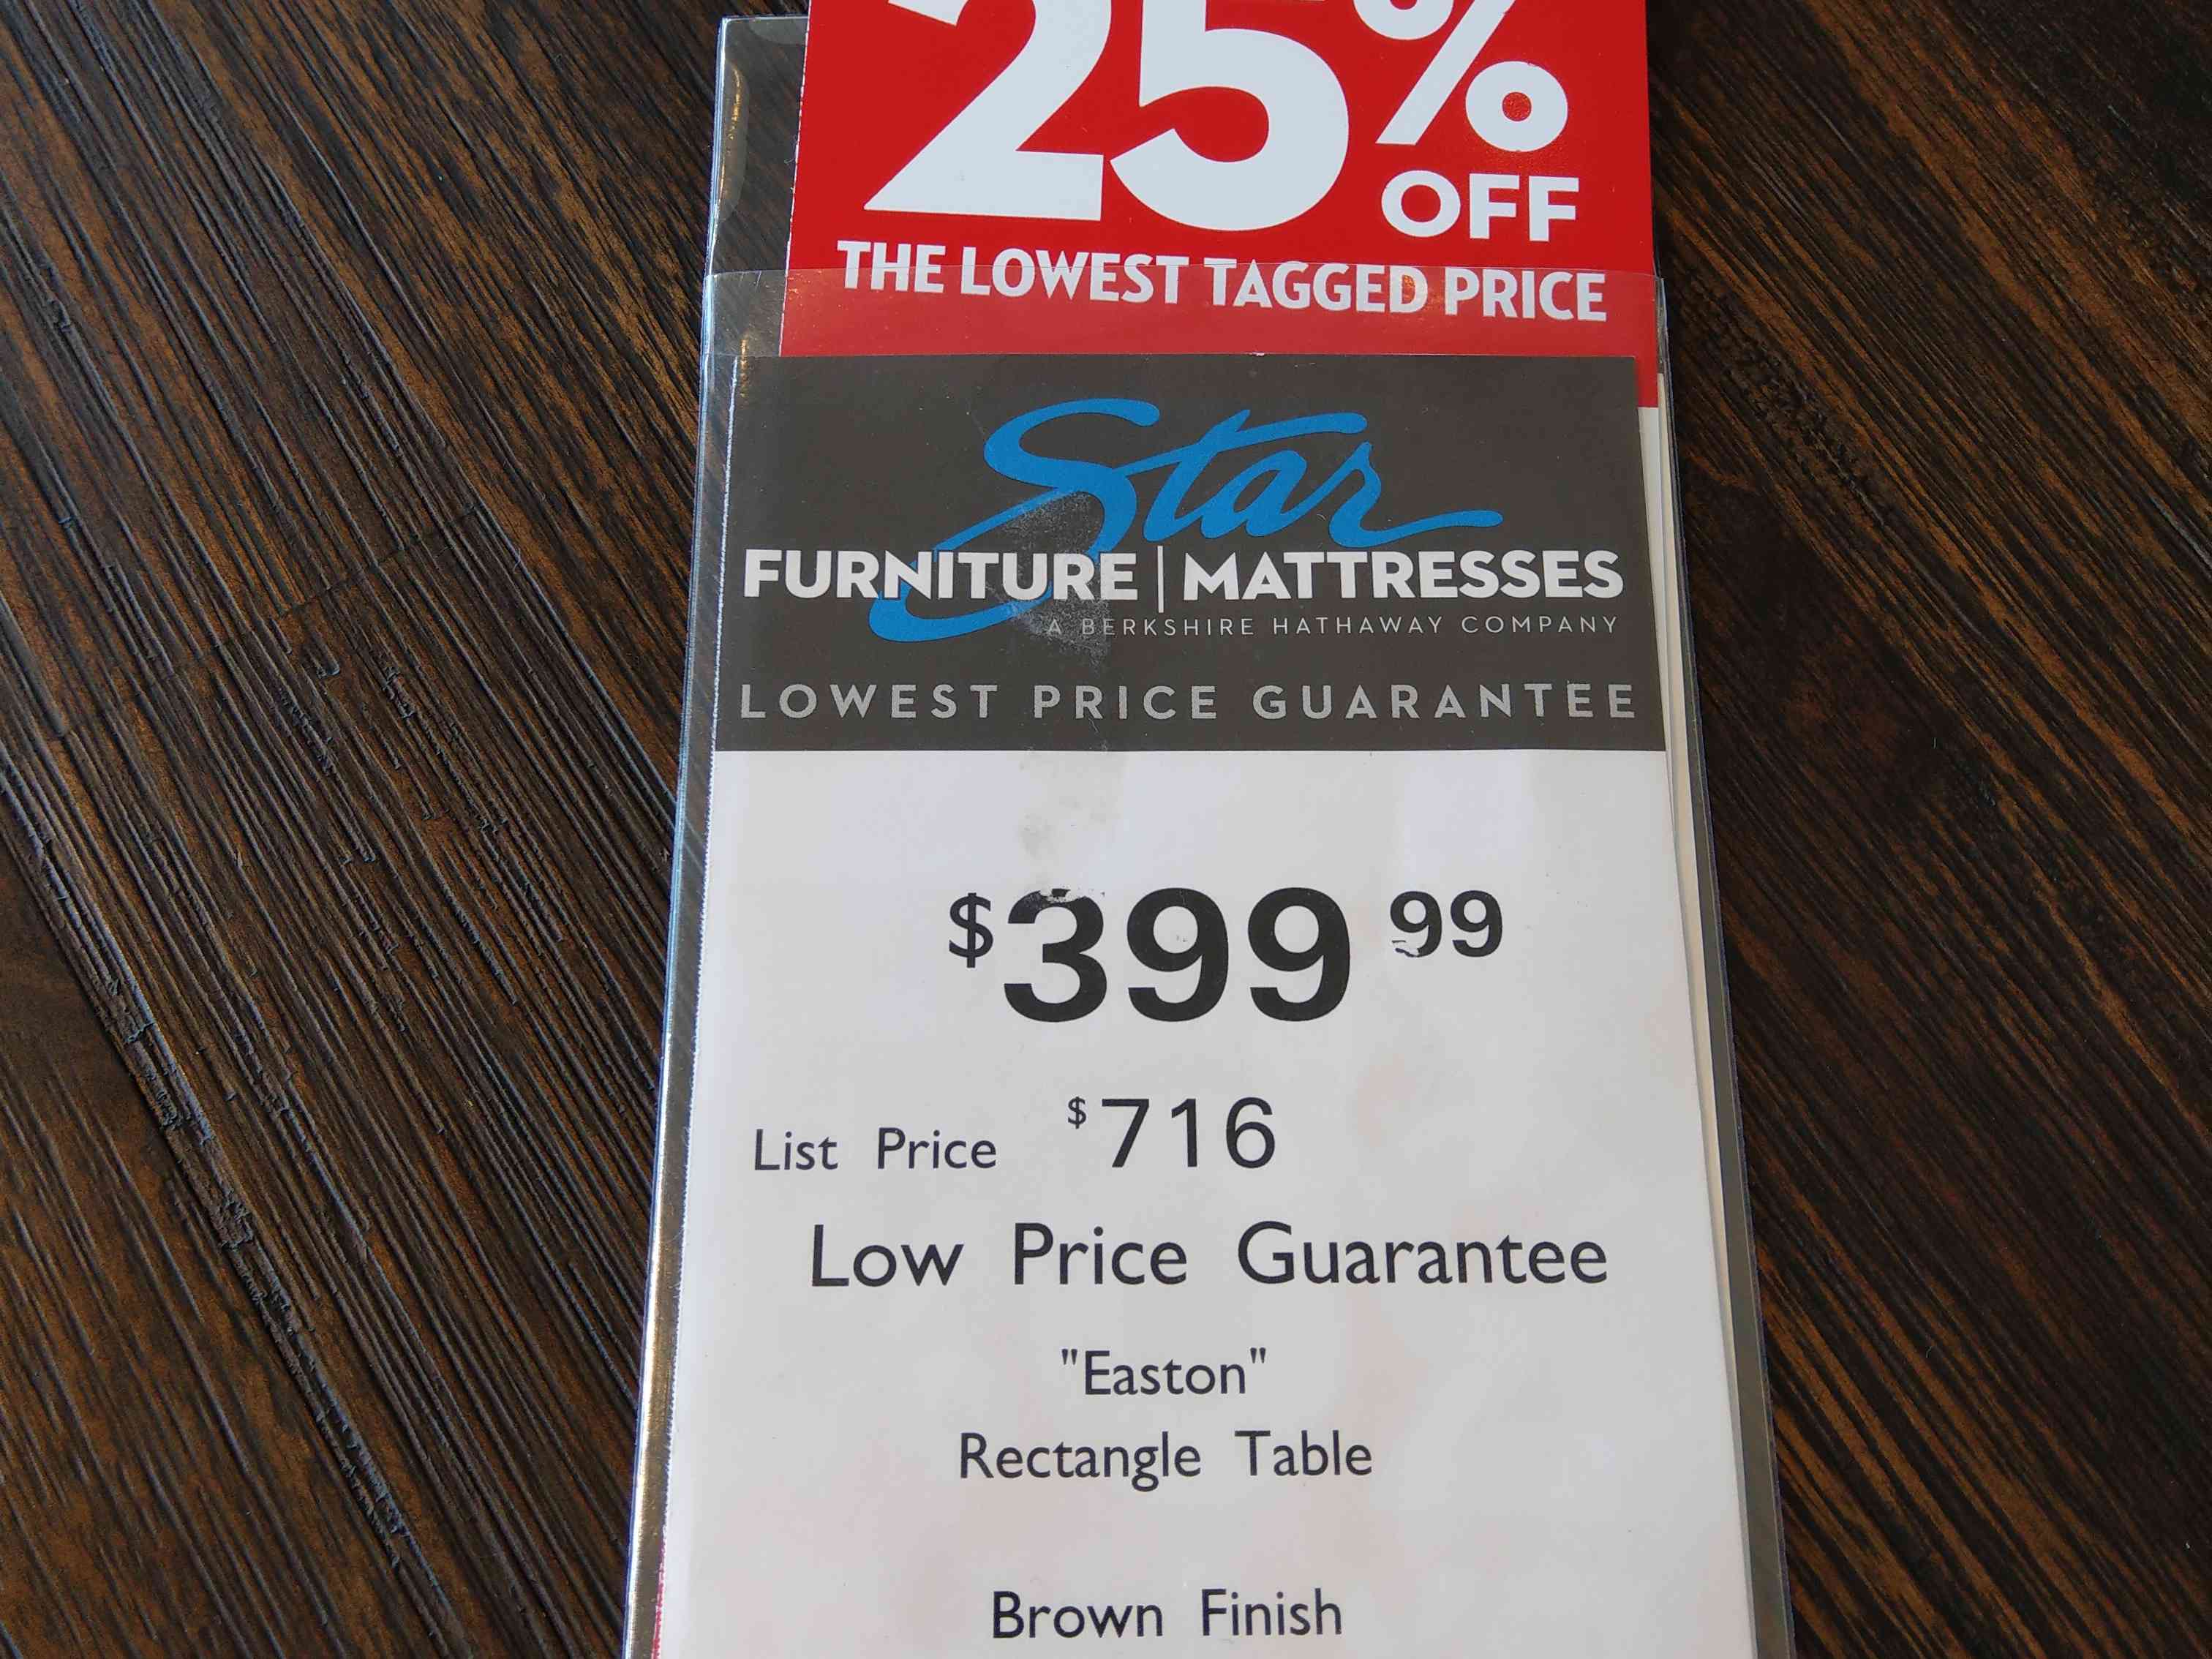 25%
OFF
THE LOWEST TAGGED PRICE
Star
FURNITURE | MATTRESSES
A BERKSHIRE HATHAWAY COMPANY
LOWEST PRICE GUARANTEE
$399 99
List Price $716
Low Price Guarantee
"Easton"
Rectangle Table
Brown Finish